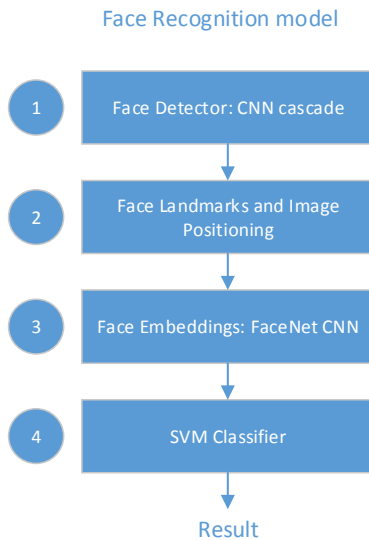 Face Recognition model
1
Face Detector: CNN cascade
2
Face Landmarks and Image
Positioning
3
Face Embeddings: FaceNet CNN
4
SVM Classifier
Result